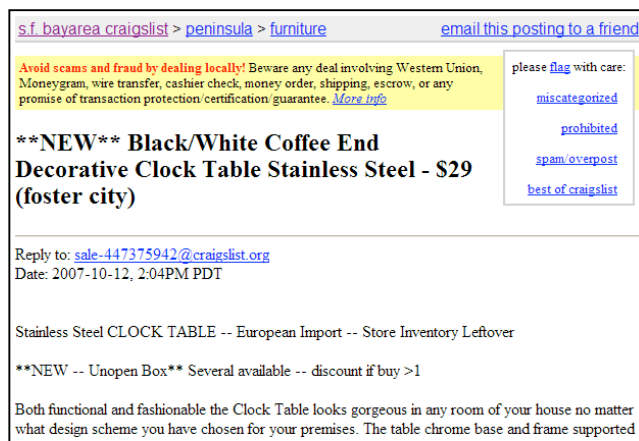 s.f. bayarea craigslist > peninsula > furniture
email this posting to a friend
Avoid scams and fraud by dealing locally! Beware any deal involving Western Union,
Moneygram, wire transfer, cashier check, money order, shipping, escrow, or any
promise of transaction protection/certification/guarantee. More info
please flag with care:
miscategorized
prohibited
spam/overpost
best of craigslist
**NEW** Black/White Coffee End
Decorative Clock Table Stainless Steel - $29
(foster city)
Reply to: sale-447375942@craigslist.org
Date: 2007-10-12, 2:04PM PDT
Stainless Steel CLOCK TABLE -- European Import -- Store Inventory Leftover
**NEW -- Unopen Box** Several available -- discount if buy >1
Both functional and fashionable the Clock Table looks gorgeous in any room of your house no matter
what design scheme you have chosen for your premises. The table chrome base and frame supported